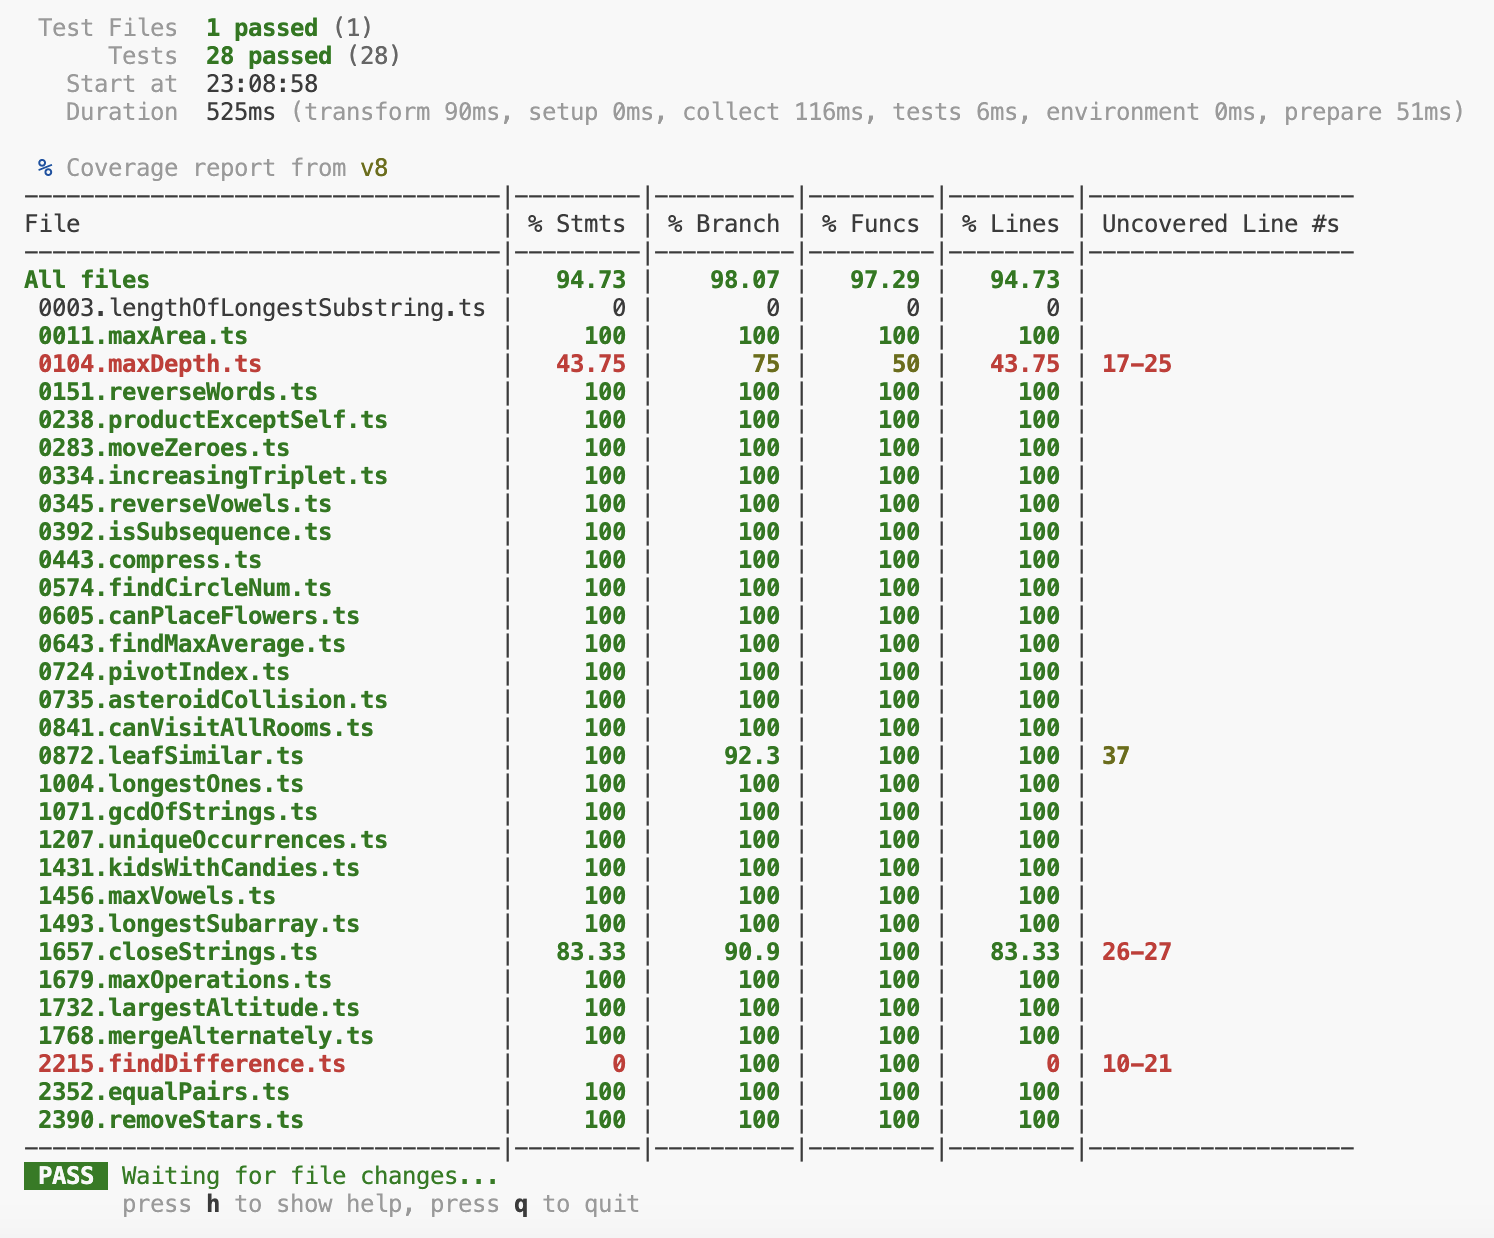 Test Files  1 passed (1)
Tests  28 passed (28)
Start at  23:08:58
Duration  525ms (transform 90ms, setup 0ms, collect 116ms, tests 6ms, environment 0ms, prepare 51ms)
% Coverage report from v8
File | % Stmts | % Branch | % Funcs | % Lines | Uncovered Line #s
All files | 94.73 | 98.07 | 97.29 | 94.73 |
0003.lengthOfLongestSubstring.ts | 0 | 0 | 0 | 0 |
0011.maxArea.ts | 100 | 100 | 100 | 100 |
0104.maxDepth.ts | 43.75 | 75 | 50 | 43.75 | 17-25
0151.reverseWords.ts | 100 | 100 | 100 | 100 |
0238.productExceptSelf.ts | 100 | 100 | 100 | 100 |
0283.moveZeroes.ts | 100 | 100 | 100 | 100 |
0334.increasingTriplet.ts | 100 | 100 | 100 | 100 |
0345.reverseVowels.ts | 100 | 100 | 100 | 100 |
0392.isSubsequence.ts | 100 | 100 | 100 | 100 |
0443.compress.ts | 100 | 100 | 100 | 100 |
0574.findCircleNum.ts | 100 | 100 | 100 | 100 |
0605.canPlaceFlowers.ts | 100 | 100 | 100 | 100 |
0643.findMaxAverage.ts | 100 | 100 | 100 | 100 |
0724.pivotIndex.ts | 100 | 100 | 100 | 100 |
0735.asteroidCollision.ts | 100 | 100 | 100 | 100 |
0841.canVisitAllRooms.ts | 100 | 100 | 100 | 100 |
0872.leafSimilar.ts | 100 | 92.3 | 100 | 100 | 37
1004.longestOnes.ts | 100 | 100 | 100 | 100 |
1071.gcdOfStrings.ts | 100 | 100 | 100 | 100 |
1207.uniqueOccurrences.ts | 100 | 100 | 100 | 100 |
1431.kidsWithCandies.ts | 100 | 100 | 100 | 100 |
1456.maxVowels.ts | 100 | 100 | 100 | 100 |
1493.longestSubarray.ts | 100 | 100 | 100 | 100 |
1657.closeStrings.ts | 83.33 | 90.9 | 100 | 83.33 | 26-27
1679.maxOperations.ts | 100 | 100 | 100 | 100 |
1732.largestAltitude.ts | 100 | 100 | 100 | 100 |
1768.mergeAlternately.ts | 100 | 100 | 100 | 100 |
2215.findDifference.ts | 0 | 100 | 100 | 0 | 10-21
2352.equalPairs.ts | 100 | 100 | 100 | 100 |
2390.removeStars.ts | 100 | 100 | 100 | 100 |
PASS Waiting for file changes...
press h to show help, press q to quit